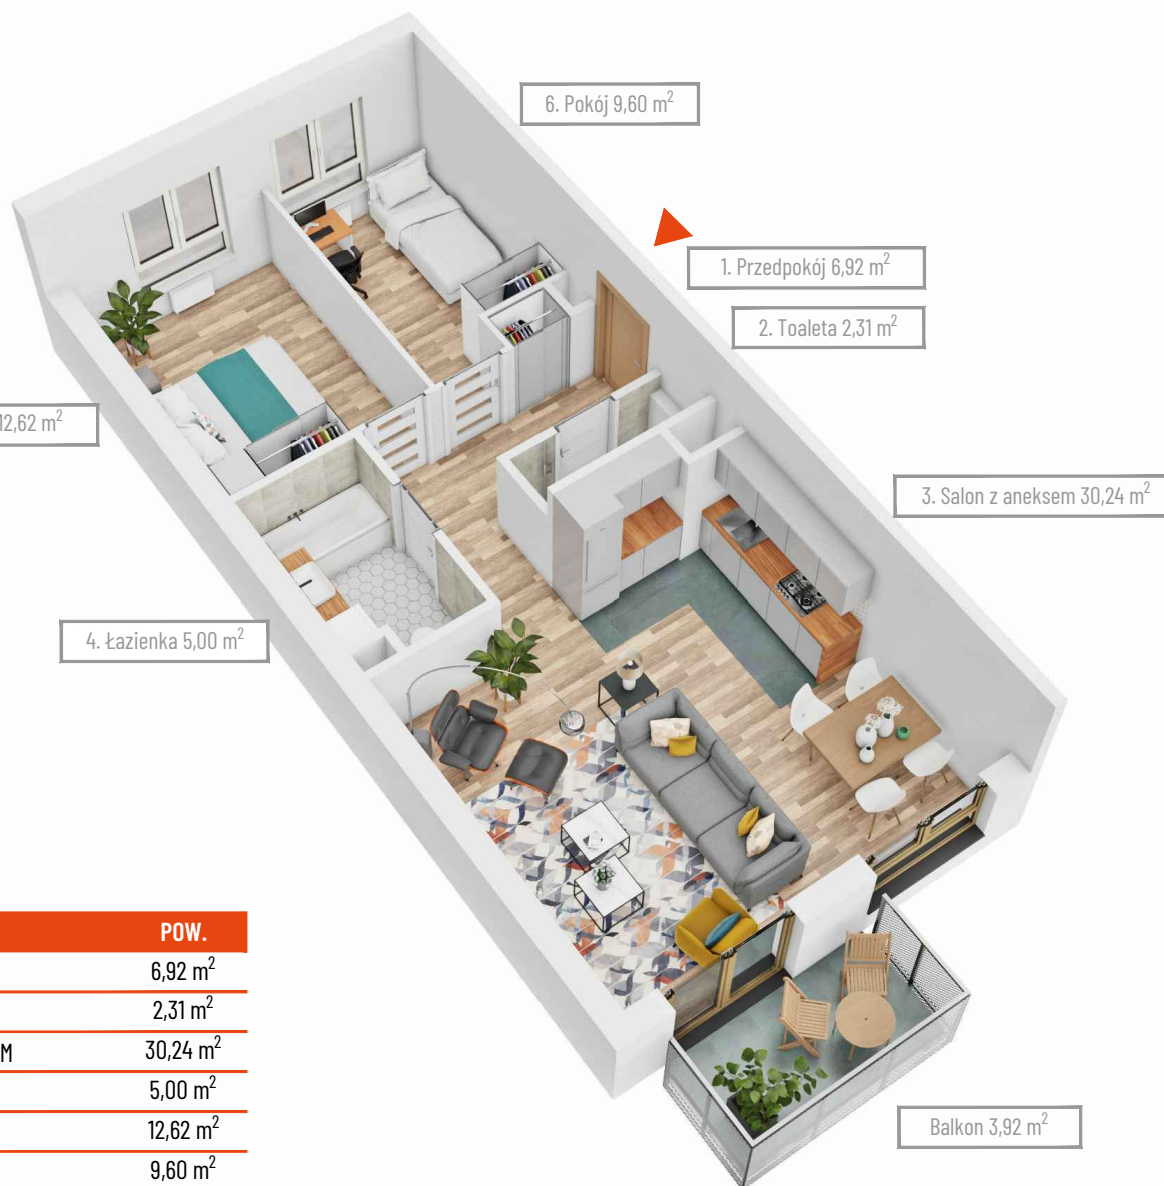 6. Pokój 9,60 m²
1. Przedpokój 6,92 m²
2. Toaleta 2,31 m²
12,62 m²
3. Salon z aneksem 30,24 m²
4. Łazienka 5,00 m²
POW.
6,92 m²
2,31 m²
M 30,24 m²
5,00 m²
12,62 m²
9,60 m²
Balkon 3,92 m²